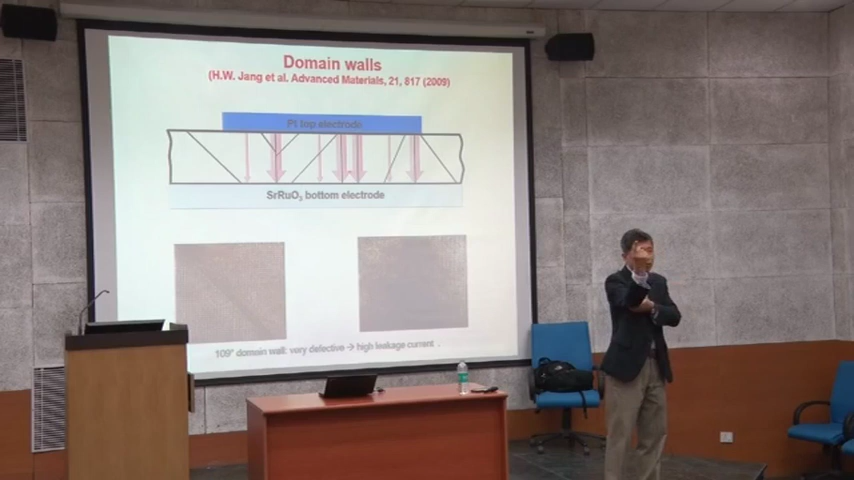 Domain walls
(H.W. Jang et al. Advanced Materials, 21, 817 (2009)
Pt top electrode
SrRuO₃ bottom electrode
109° domain wall: very defective → high leakage current .